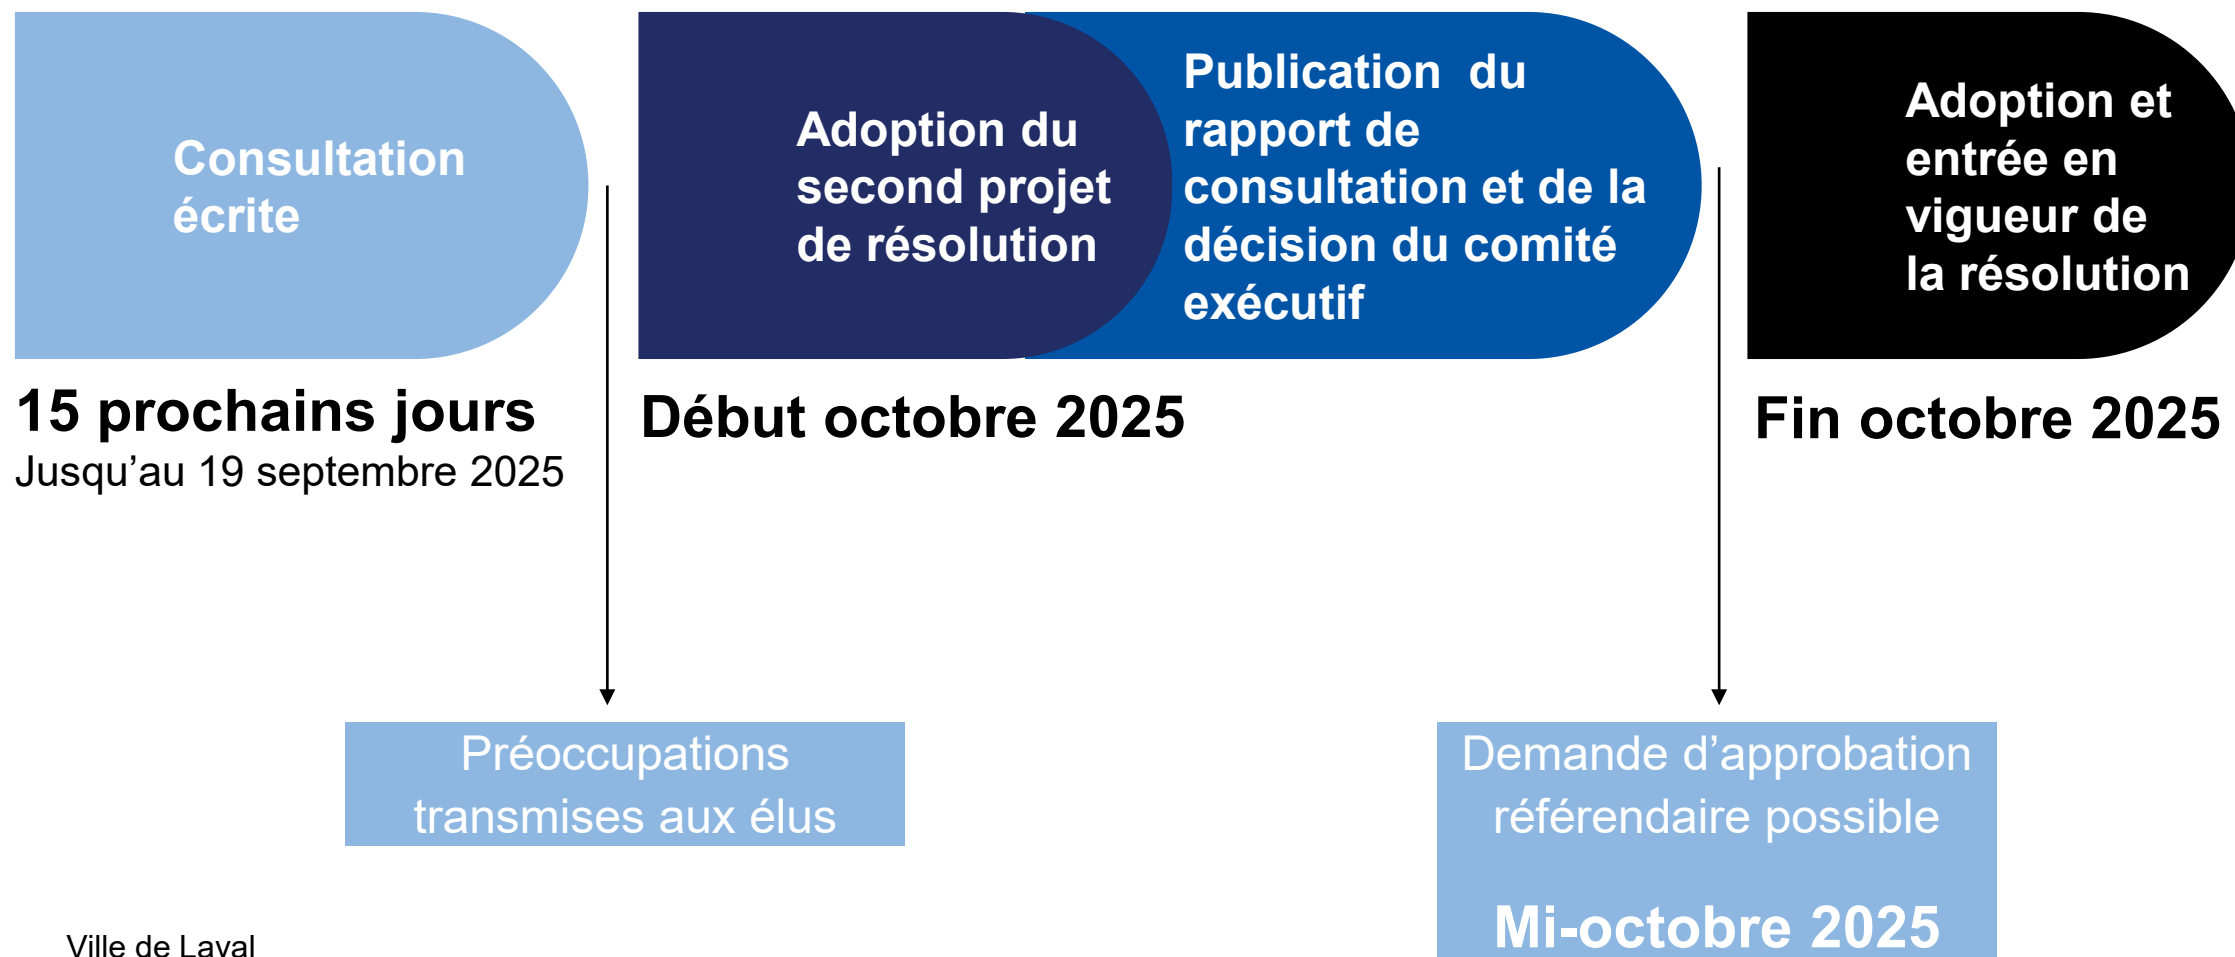 Consultation
écrite
Adoption du
second projet
de résolution
Publication  du
rapport de
consultation et de la
décision du comité
exécutif
Adoption et
entrée en
vigueur de
la résolution
15 prochains jours
Jusqu’au 19 septembre 2025
Début octobre 2025
Fin octobre 2025
Préoccupations
transmises aux élus
Demande d’approbation
référendaire possible
Mi-octobre 2025
Ville de Laval